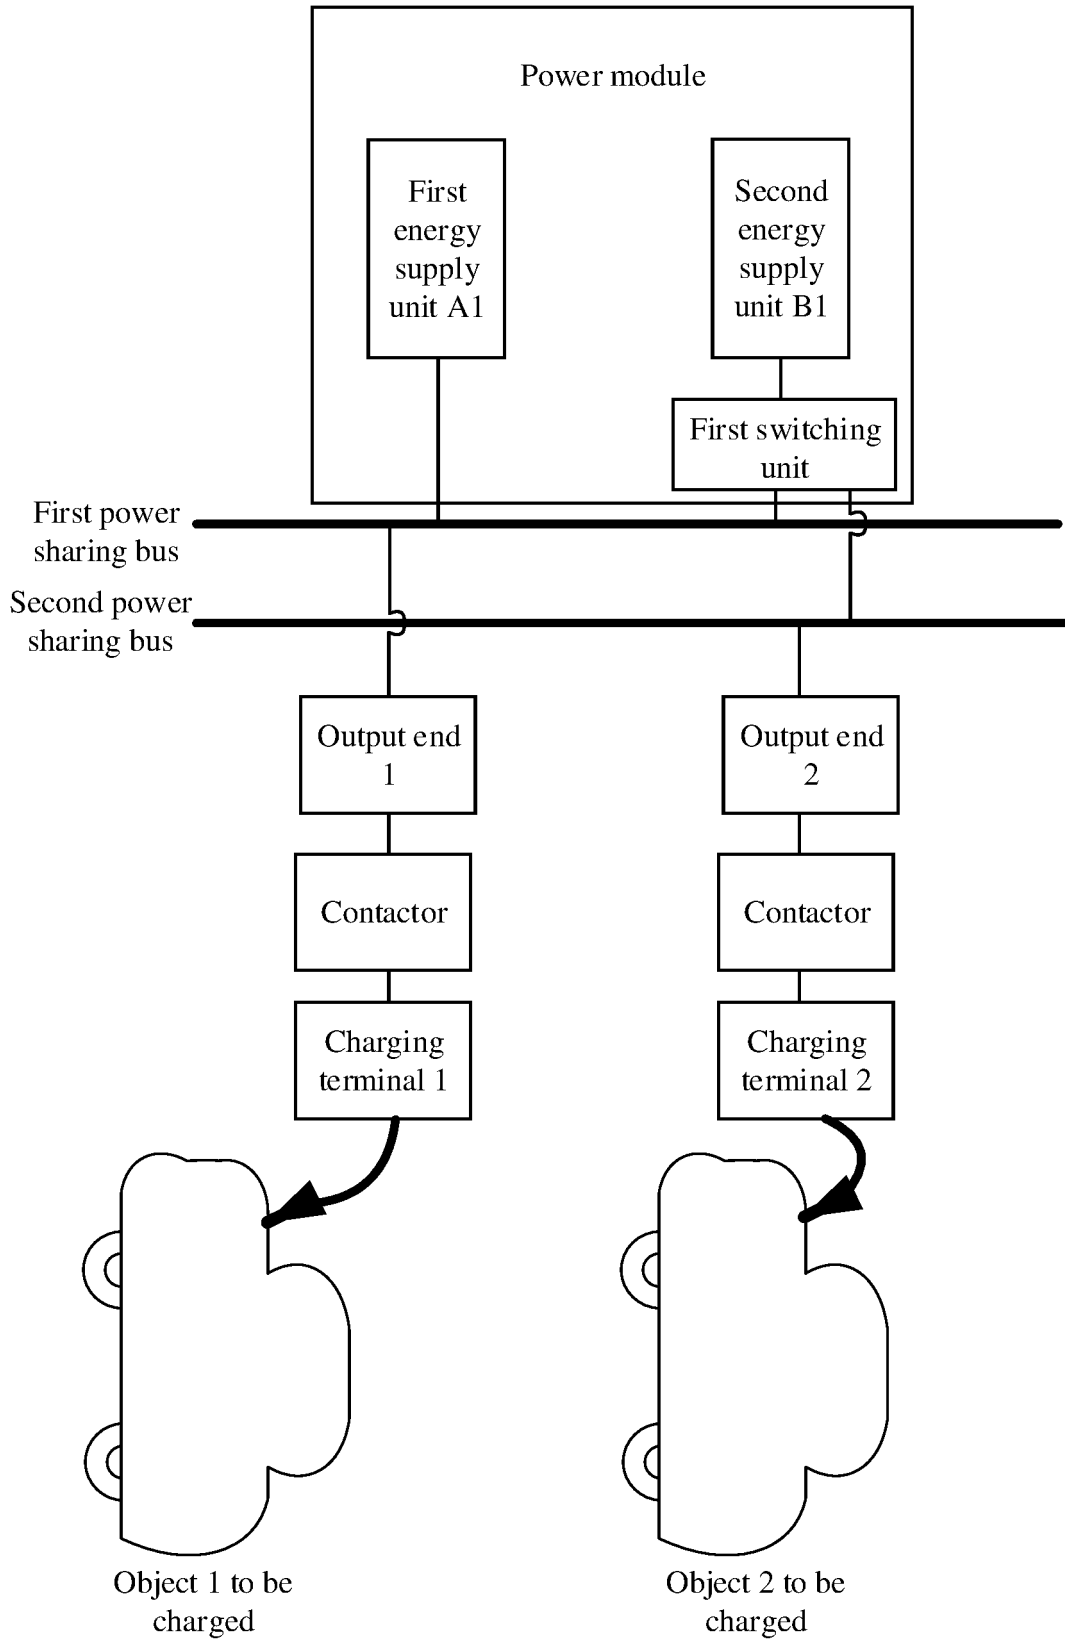 Power module
First
energy
supply
unit A1
Second
energy
supply
unit B1
First switching
unit
First power
sharing bus
Second power
sharing bus
Output end
1
Output end
2
Contactor
Contactor
Charging
terminal 1
Charging
terminal 2
Object 1 to be
charged
Object 2 to be
charged